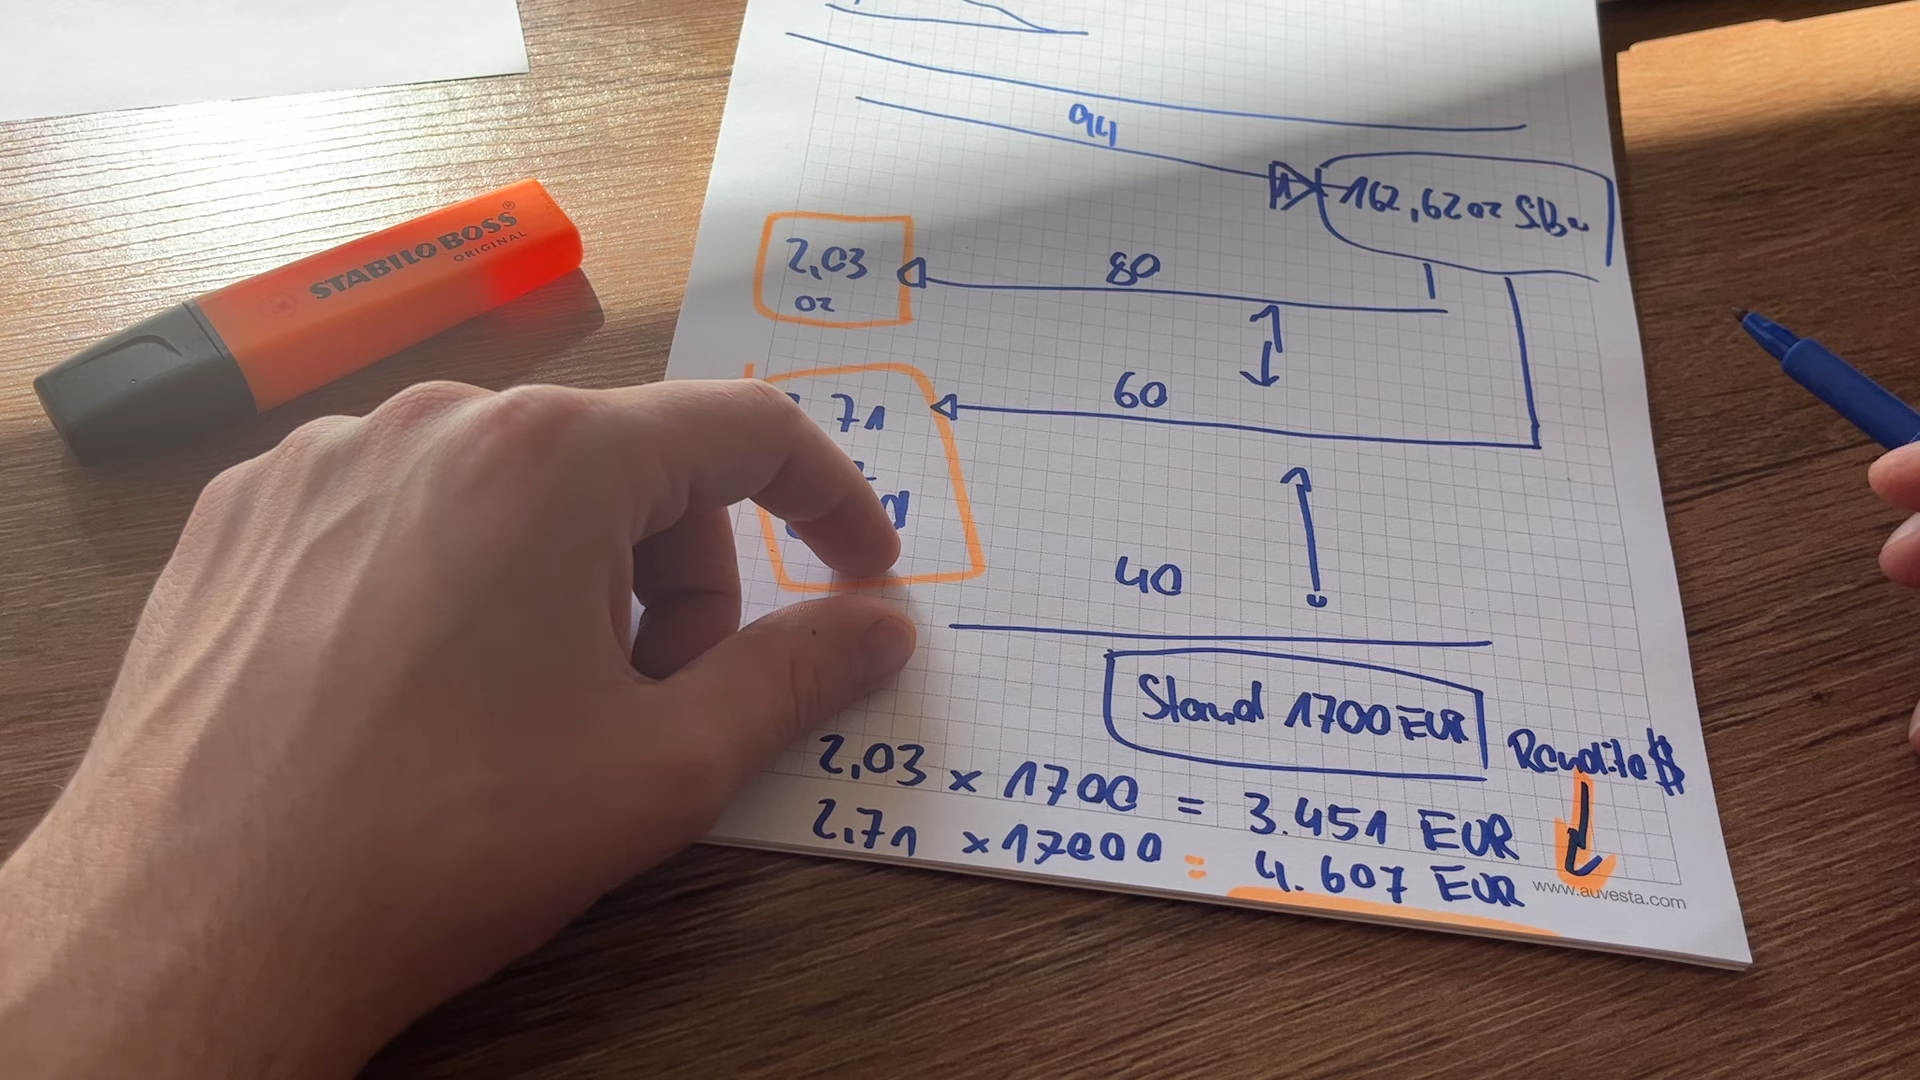 94
162,62 oz Silber
80
2,03
oz
60
71
40
Stand 1700 EUR
Rendite $
2,03 x 1700 = 3.451 EUR
2,71 x 17000 = 4.607 EUR
www.auvesta.com
STABILO BOSS®
ORIGINAL